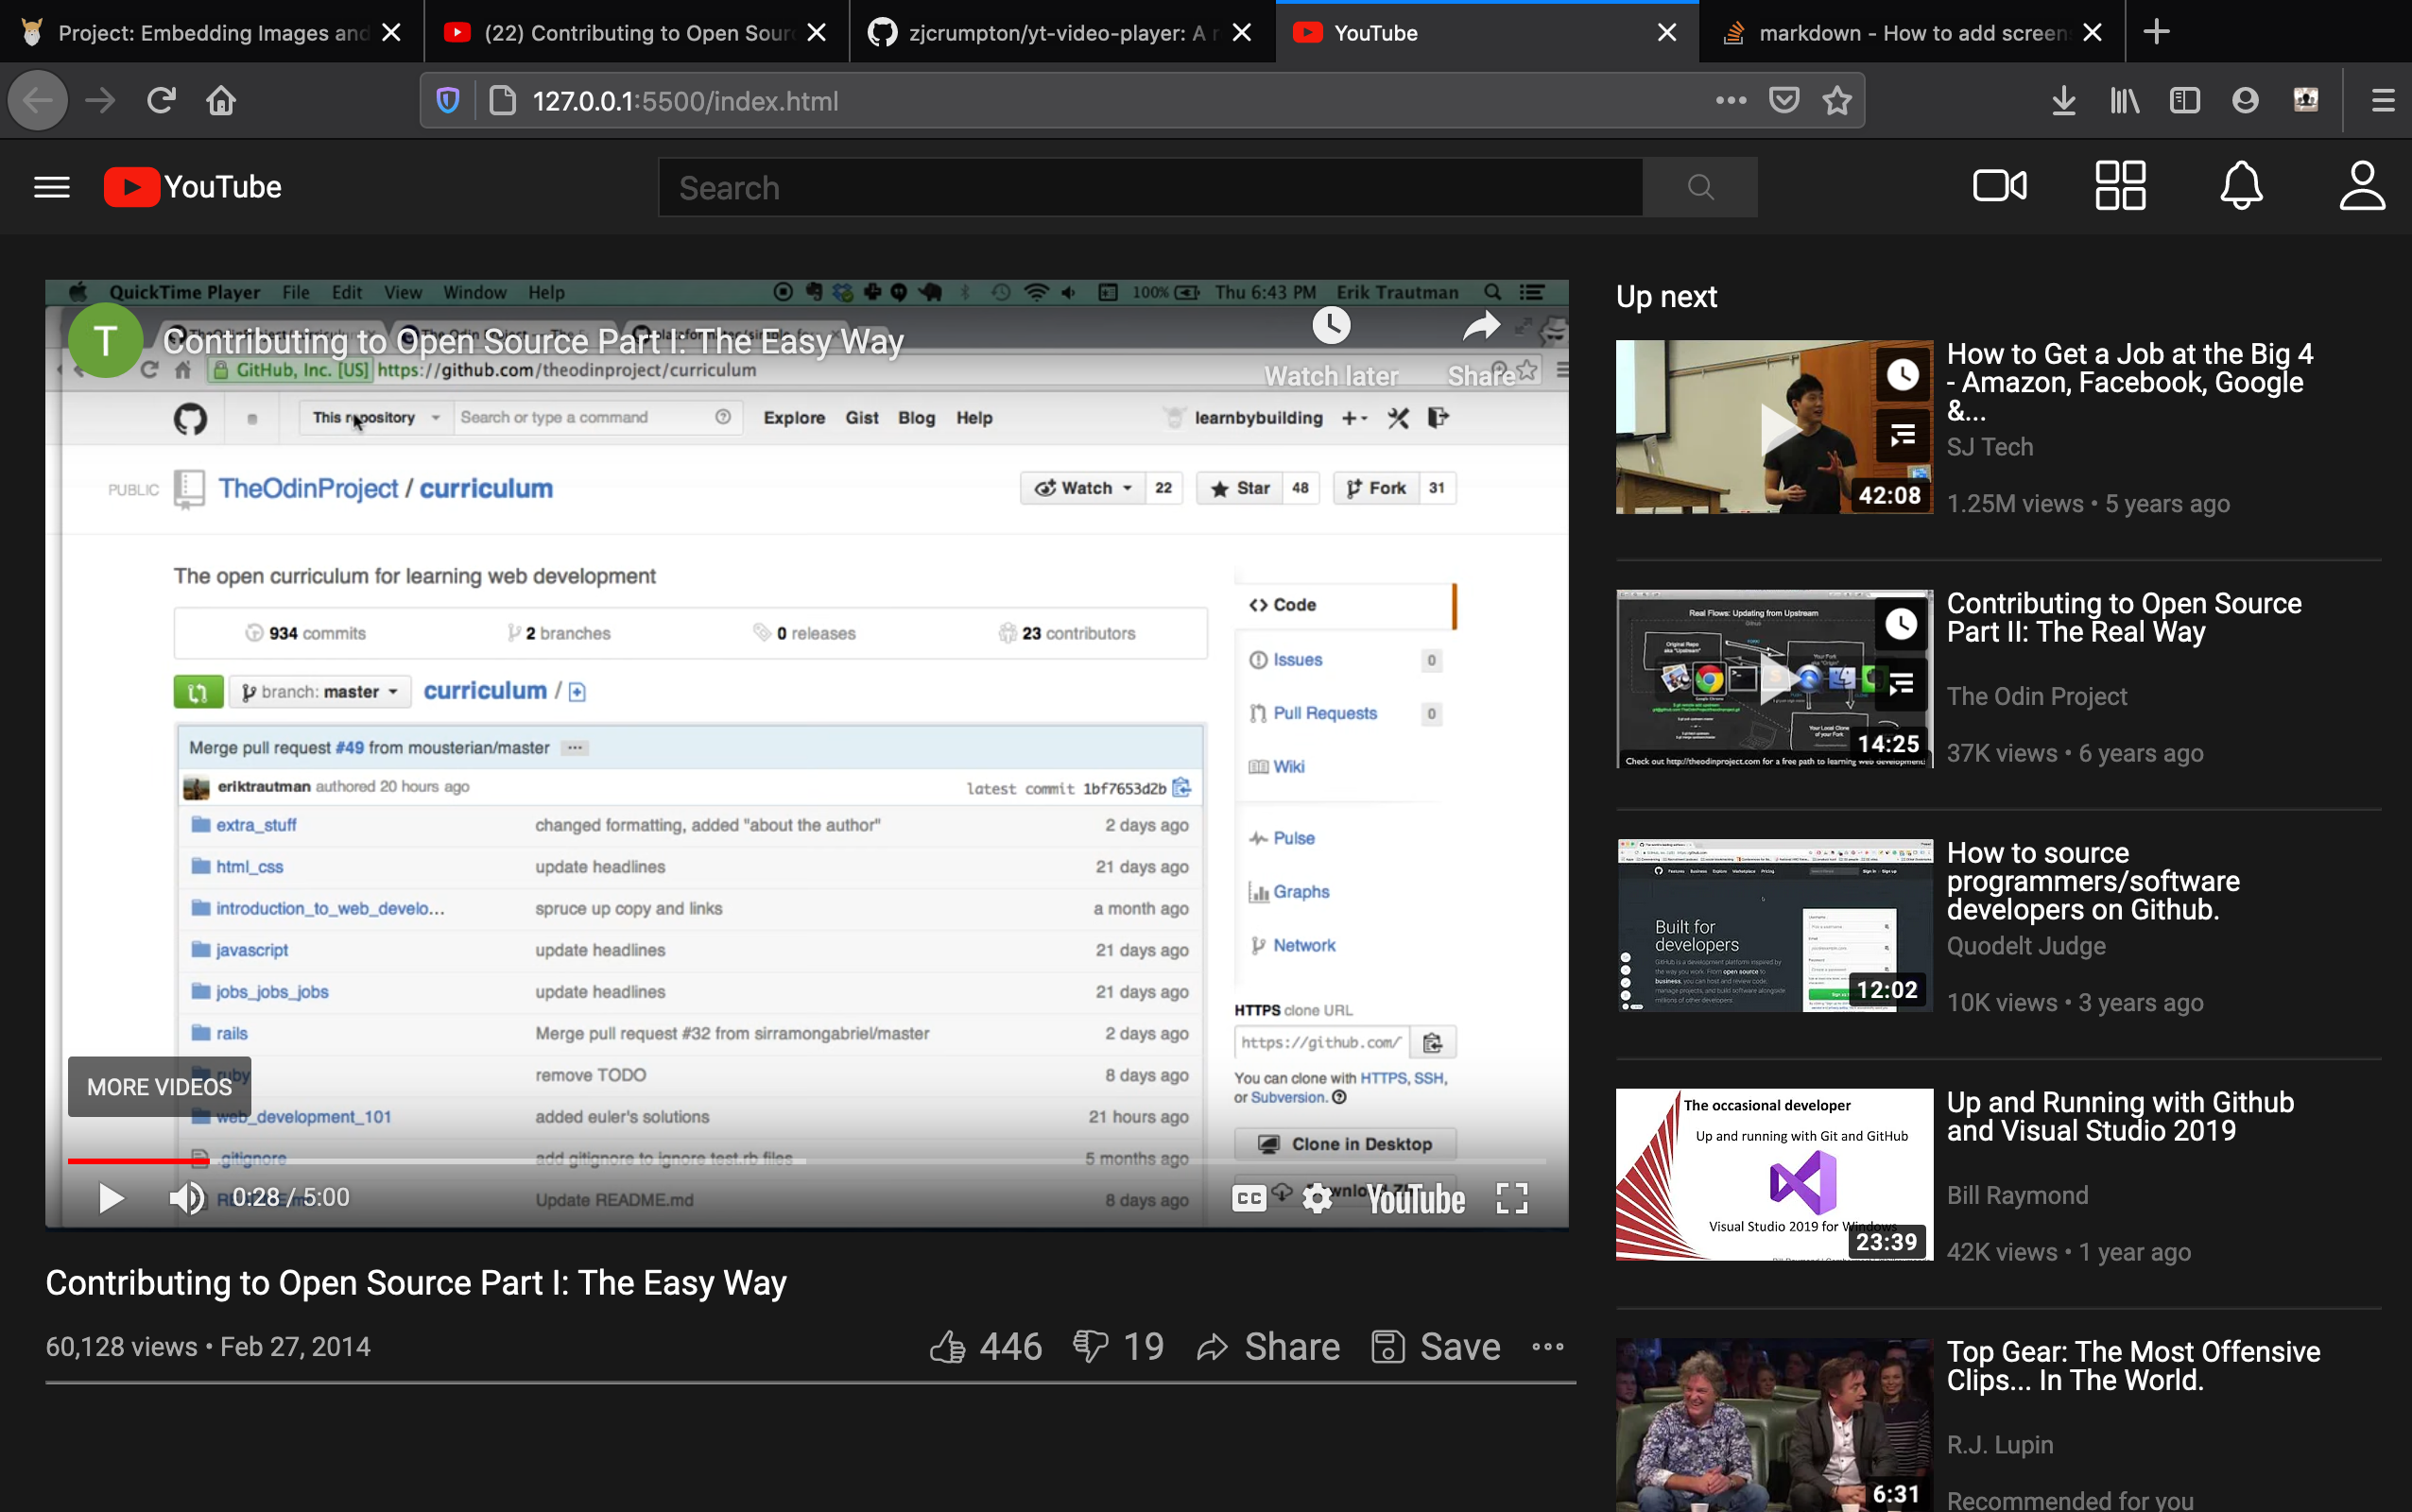 Project: Embedding Images and
(22) Contributing to Open Sour
zjcrumpton/yt-video-player: A r
YouTube
markdown - How to add screen
127.0.0.1:5500/index.html
YouTube
Search
QuickTime Player File Edit View Window Help
100% Thu 6:43 PM Erik Trautman
T
Contributing to Open Source Part I: The Easy Way
Watch later
Share
GitHub, Inc. [US] https://github.com/theodinproject/curriculum
This repository
Search or type a command
Explore Gist Blog Help
learnbybuilding
PUBLIC
TheOdinProject / curriculum
Watch 22
Star 48
Fork 31
The open curriculum for learning web development
934 commits
2 branches
0 releases
23 contributors
branch: master
curriculum /
Merge pull request #49 from mousterian/master
eriktrautman authored 20 hours ago
latest commit 1bf7653d2b
extra_stuff changed formatting, added "about the author" 2 days ago
html_css update headlines 21 days ago
introduction_to_web_develo... spruce up copy and links a month ago
javascript update headlines 21 days ago
jobs_jobs_jobs update headlines 21 days ago
rails Merge pull request #32 from sirramongabriel/master 2 days ago
ruby remove TODO 8 days ago
web_development_101 added euler's solutions 21 hours ago
.gitignore add gitignore to ignore test.rb files 5 months ago
Update README.md 8 days ago
Code
Issues 0
Pull Requests 0
Wiki
Pulse
Graphs
Network
HTTPS clone URL
https://github.com/
You can clone with HTTPS, SSH,
or Subversion.
Clone in Desktop
MORE VIDEOS
0:28 / 5:00
CC
YouTube
Contributing to Open Source Part I: The Easy Way
60,128 views • Feb 27, 2014
446
19
Share
Save
Up next
42:08
How to Get a Job at the Big 4
- Amazon, Facebook, Google
&...
SJ Tech
1.25M views • 5 years ago
Real Flows: Updating from Upstream
14:25
Check out http://theodinproject.com for a free path to learning web development!
Contributing to Open Source
Part II: The Real Way
The Odin Project
37K views • 6 years ago
Built for
developers
12:02
How to source
programmers/software
developers on Github.
Quodelt Judge
10K views • 3 years ago
The occasional developer
Up and running with Git and GitHub
Visual Studio 2019 for Windows
23:39
Up and Running with Github
and Visual Studio 2019
Bill Raymond
42K views • 1 year ago
6:31
Top Gear: The Most Offensive
Clips... In The World.
R.J. Lupin
Recommended for you